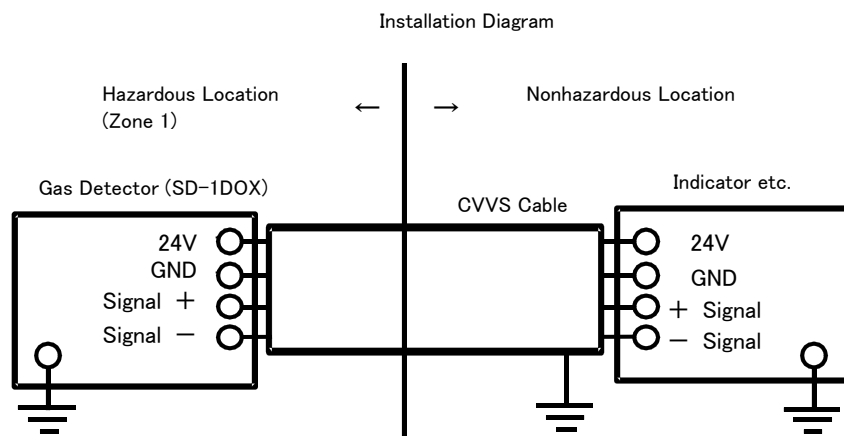 Installation Diagram
Hazardous Location
(Zone 1)
← →
Nonhazardous Location
Gas Detector (SD-1DOX)
CVVS Cable
Indicator etc.
24V
GND
Signal +
Signal －
24V
GND
+ Signal
－ Signal